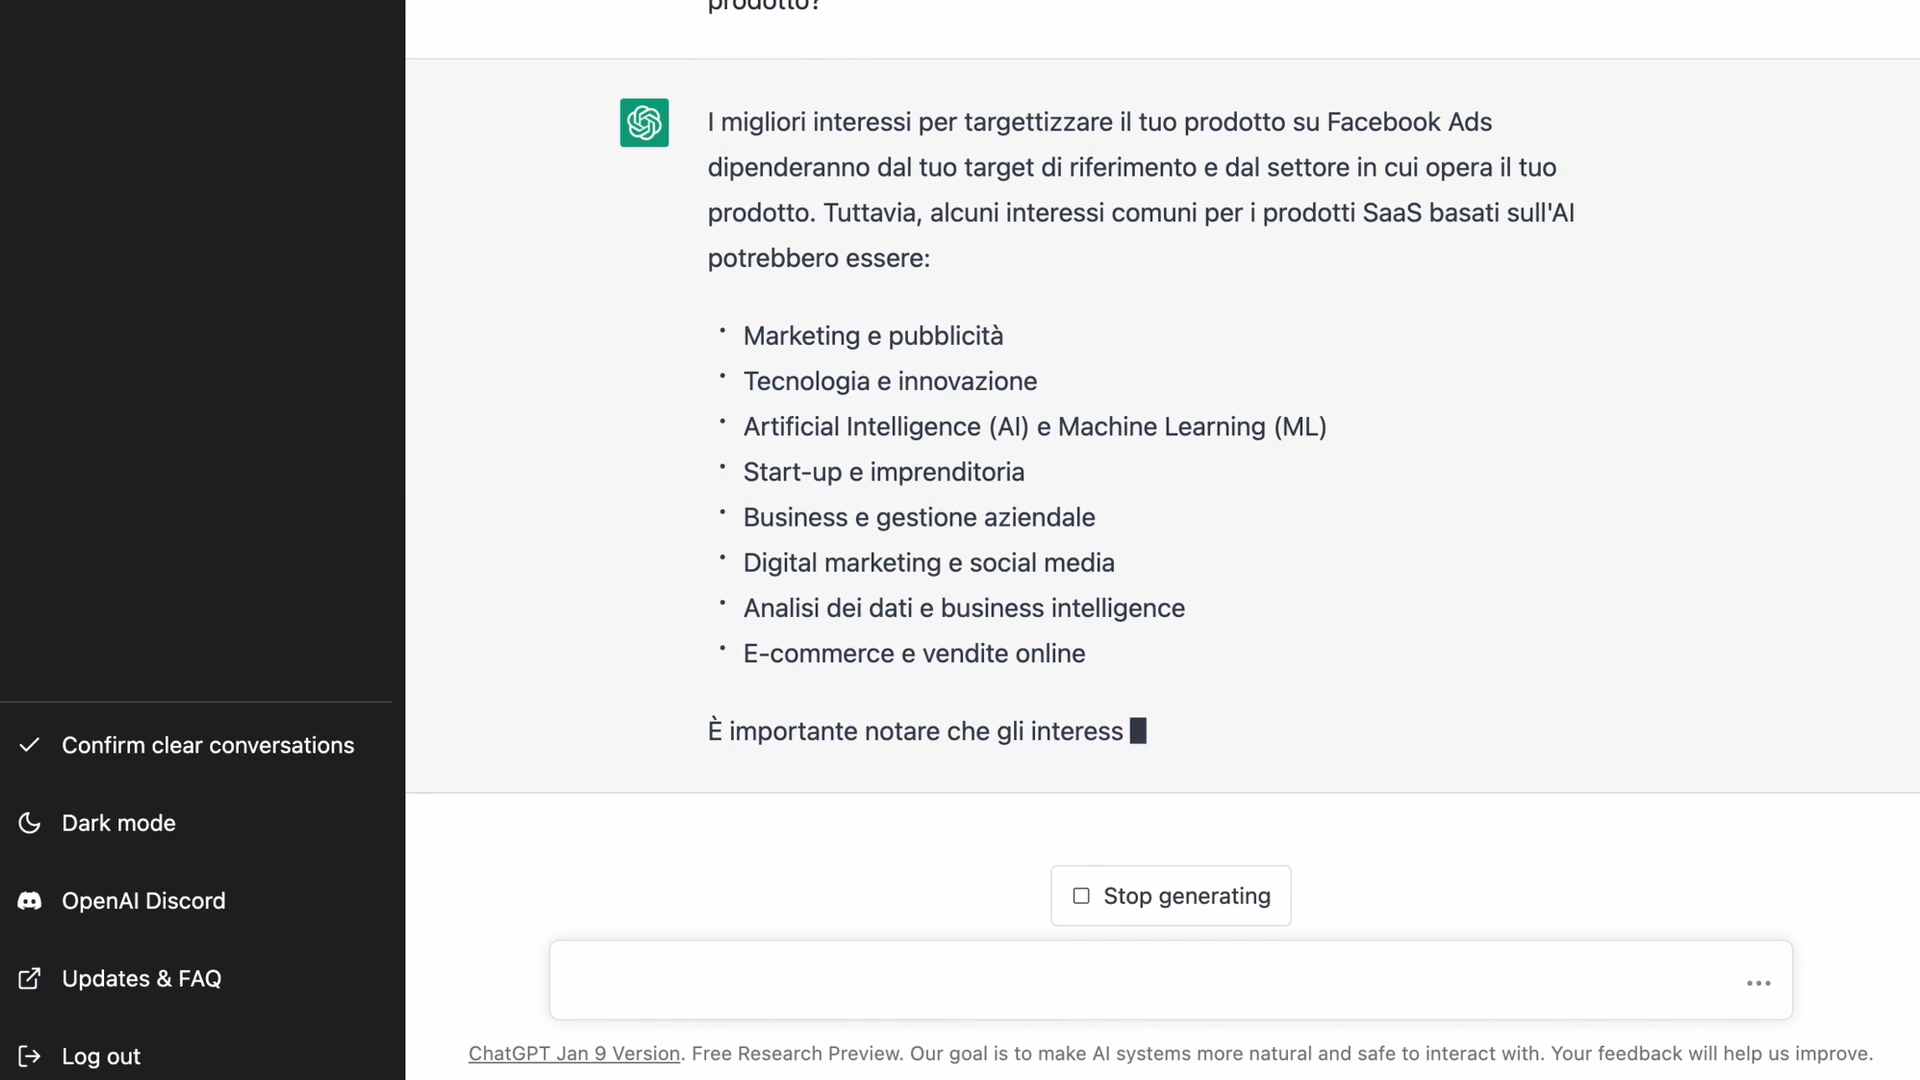 prodotto?
I migliori interessi per targettizzare il tuo prodotto su Facebook Ads
dipenderanno dal tuo target di riferimento e dal settore in cui opera il tuo
prodotto. Tuttavia, alcuni interessi comuni per i prodotti SaaS basati sull'AI
potrebbero essere:
• Marketing e pubblicità
• Tecnologia e innovazione
• Artificial Intelligence (AI) e Machine Learning (ML)
• Start-up e imprenditoria
• Business e gestione aziendale
• Digital marketing e social media
• Analisi dei dati e business intelligence
• E-commerce e vendite online
È importante notare che gli interess
Confirm clear conversations
Dark mode
OpenAI Discord
Updates & FAQ
Log out
Stop generating
ChatGPT Jan 9 Version. Free Research Preview. Our goal is to make AI systems more natural and safe to interact with. Your feedback will help us improve.